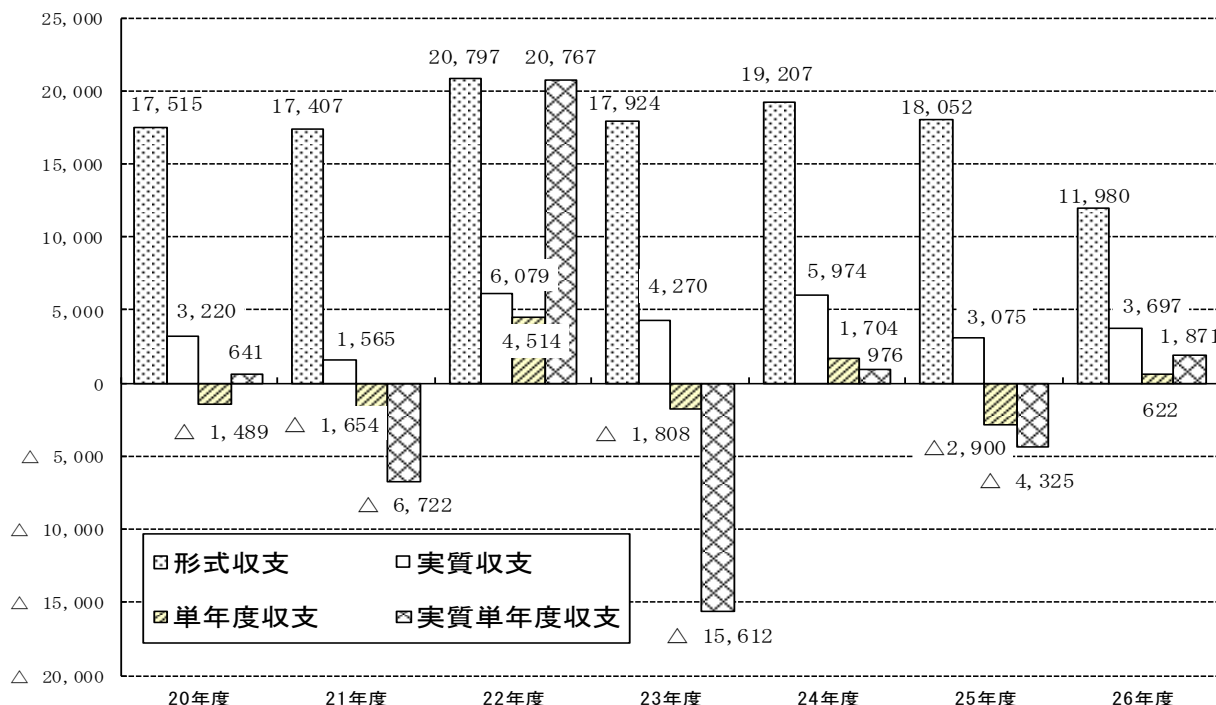 25,000
20,797 20,767
19,207
20,000
17,515 17,407 17,924 18,052
15,000
11,980
10,000
6,079 5,974
5,000
3,220 1,565 4,514 4,270 1,704 3,075 3,697
641 976 1,871
0
622
△ 1,489 △ 1,654 △ 1,808 △2,900
△ 5,000
△ 6,722 △ 4,325
△ 10,000
形式収支 実質収支
△ 15,000
単年度収支 実質単年度収支
△ 15,612
△ 20,000
20年度 21年度 22年度 23年度 24年度 25年度 26年度